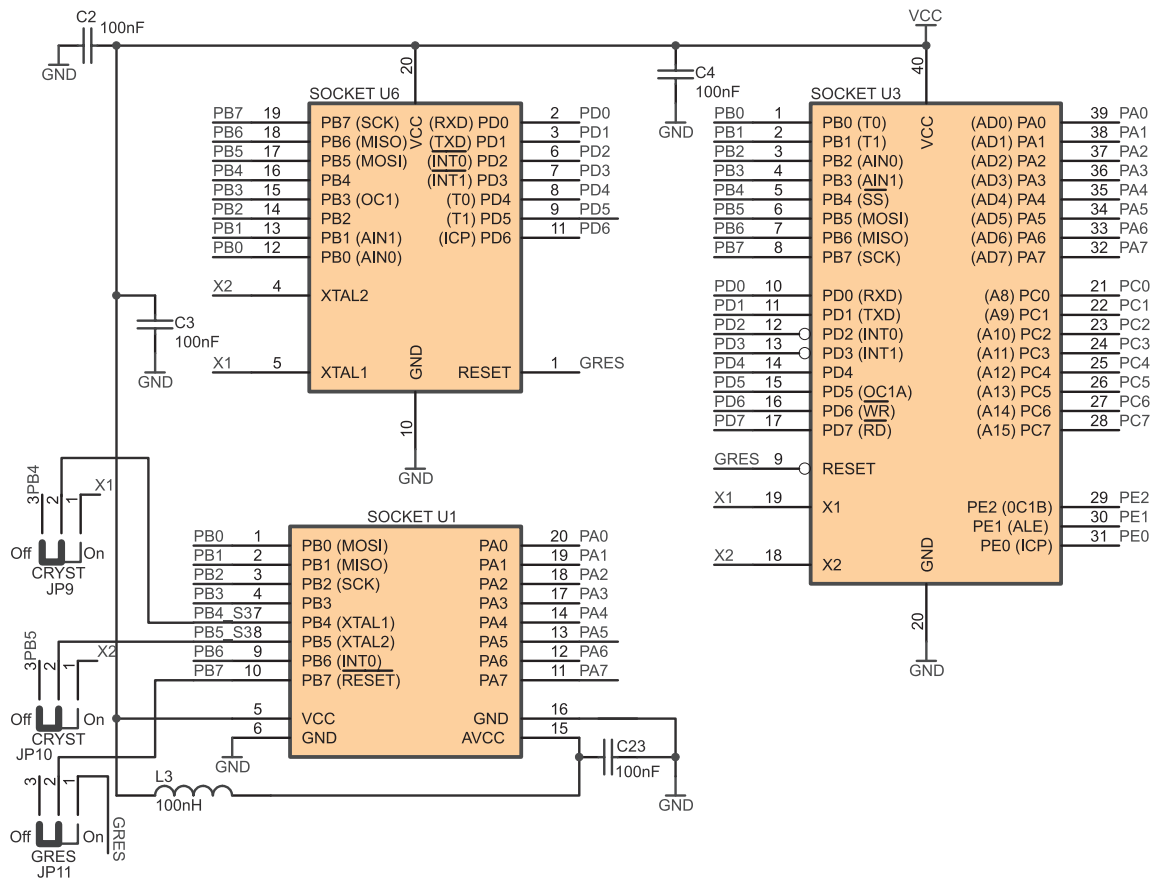 C2
100nF
GND
VCC
C4
100nF
GND
SOCKET U6
20
VCC
PB7 19 PB7 (SCK) (RXD) PD0 2 PD0
PB6 18 PB6 (MISO) (TXD) PD1 3 PD1
PB5 17 PB5 (MOSI) (INT0) PD2 6 PD2
PB4 16 PB4 (INT1) PD3 7 PD3
PB3 15 PB3 (OC1) (T0) PD4 8 PD4
PB2 14 PB2 (T1) PD5 9 PD5
PB1 13 PB1 (AIN1) (ICP) PD6 11 PD6
PB0 12 PB0 (AIN0)
X2 4 XTAL2
X1 5 XTAL1 RESET 1 GRES
GND
10
GND
C3
100nF
GND
SOCKET U3
40
VCC
PB0 1 PB0 (T0) (AD0) PA0 39 PA0
PB1 2 PB1 (T1) (AD1) PA1 38 PA1
PB2 3 PB2 (AIN0) (AD2) PA2 37 PA2
PB3 4 PB3 (AIN1) (AD3) PA3 36 PA3
PB4 5 PB4 (SS) (AD4) PA4 35 PA4
PB5 6 PB5 (MOSI) (AD5) PA5 34 PA5
PB6 7 PB6 (MISO) (AD6) PA6 33 PA6
PB7 8 PB7 (SCK) (AD7) PA7 32 PA7
PD0 10 PD0 (RXD) (A8) PC0 21 PC0
PD1 11 PD1 (TXD) (A9) PC1 22 PC1
PD2 12 PD2 (INT0) (A10) PC2 23 PC2
PD3 13 PD3 (INT1) (A11) PC3 24 PC3
PD4 14 PD4 (A12) PC4 25 PC4
PD5 15 PD5 (OC1A) (A13) PC5 26 PC5
PD6 16 PD6 (WR) (A14) PC6 27 PC6
PD7 17 PD7 (RD) (A15) PC7 28 PC7
GRES 9 RESET
X1 19 X1 PE2 (0C1B) 29 PE2
PE1 (ALE) 30 PE1
PE0 (ICP) 31 PE0
X2 18 X2
GND
20
GND
3 PB4 2 1 X1
Off On
CRYST
JP9
SOCKET U1
PB0 1 PB0 (MOSI) PA0 20 PA0
PB1 2 PB1 (MISO) PA1 19 PA1
PB2 3 PB2 (SCK) PA2 18 PA2
PB3 4 PB3 PA3 17 PA3
PB4_S3 7 PB4 (XTAL1) PA4 14 PA4
PB5_S3 8 PB5 (XTAL2) PA5 13 PA5
PB6 9 PB6 (INT0) PA6 12 PA6
PB7 10 PB7 (RESET) PA7 11 PA7
5 VCC GND 16
6 GND AVCC 15
GND
C23
100nF
GND
3 PB5 2 1 X2
Off On
CRYST
JP10
L3
100nH
3 2 1
Off On
GRES
GRES
JP11